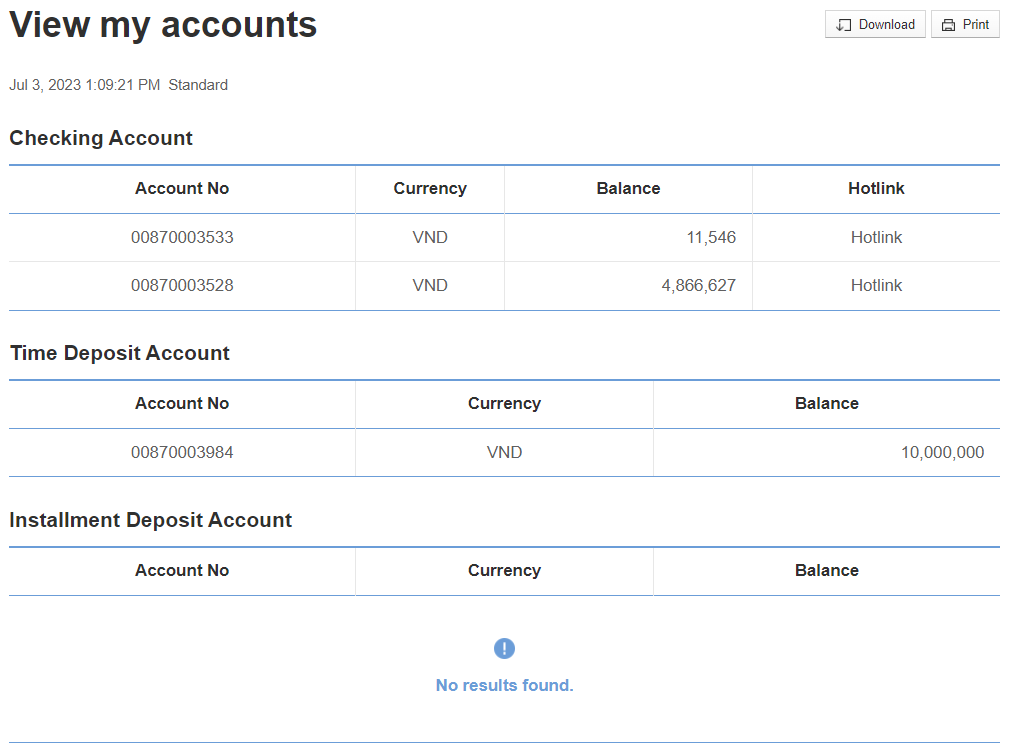 View my accounts
Download Print
Jul 3, 2023 1:09:21 PM Standard
Checking Account
Account No Currency Balance Hotlink
00870003533 VND 11,546 Hotlink
00870003528 VND 4,866,627 Hotlink
Time Deposit Account
Account No Currency Balance
00870003984 VND 10,000,000
Installment Deposit Account
Account No Currency Balance
No results found.